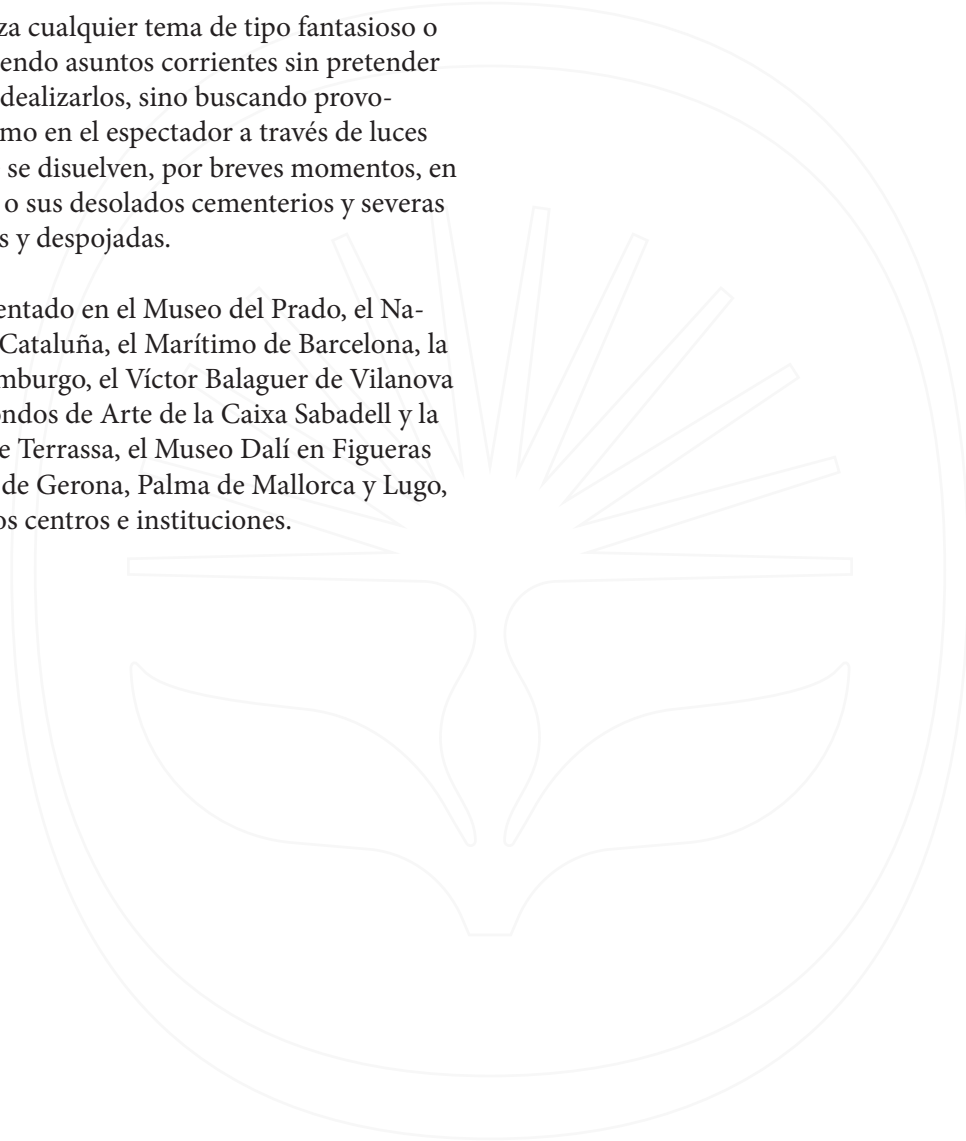 za cualquier tema de tipo fantasioso o
endo asuntos corrientes sin pretender
dealizarlos, sino buscando provo-
mo en el espectador a través de luces
se disuelven, por breves momentos, en
o sus desolados cementerios y severas
s y despojadas.
entado en el Museo del Prado, el Na-
Cataluña, el Marítimo de Barcelona, la
mburgo, el Víctor Balaguer de Vilanova
ondos de Arte de la Caixa Sabadell y la
e Terrassa, el Museo Dalí en Figueras
de Gerona, Palma de Mallorca y Lugo,
os centros e instituciones.